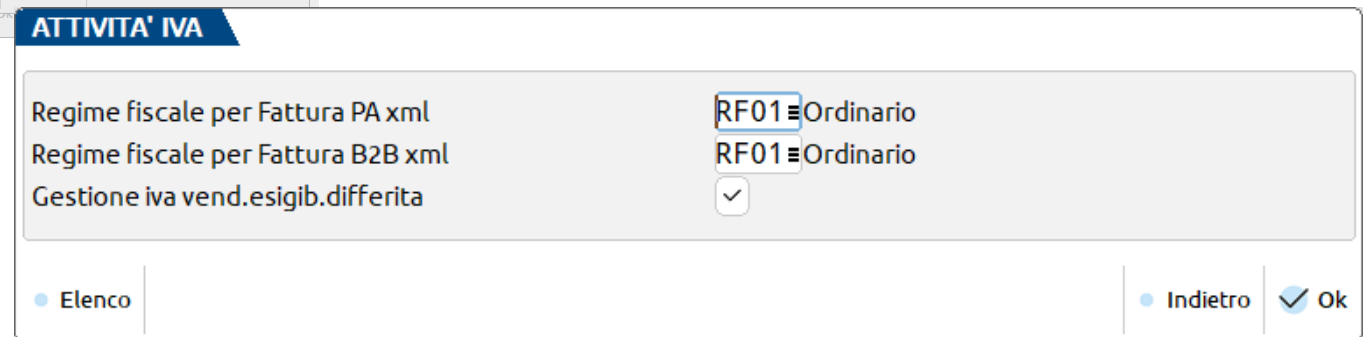 ATTIVITA' IVA
Regime fiscale per Fattura PA xml RF01 Ordinario
Regime fiscale per Fattura B2B xml RF01 Ordinario
Gestione iva vend.esigib.differita
Elenco Indietro Ok